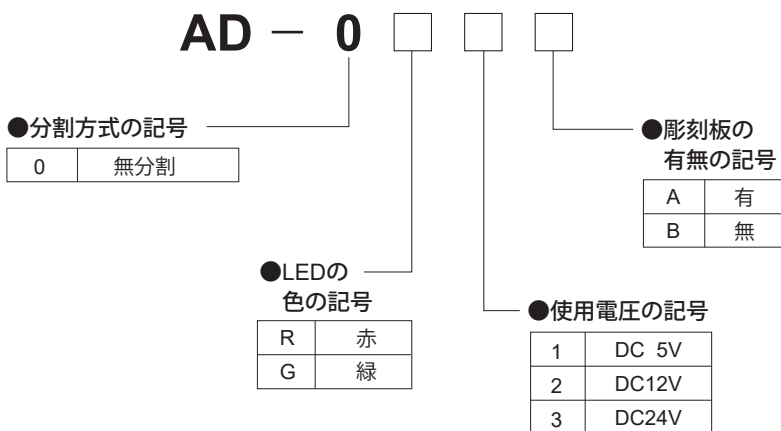 AD － 0 □ □ □
●分割方式の記号
0 無分割
●彫刻板の
有無の記号
A 有
B 無
●LEDの
色の記号
R 赤
G 緑
●使用電圧の記号
1 DC 5V
2 DC12V
3 DC24V